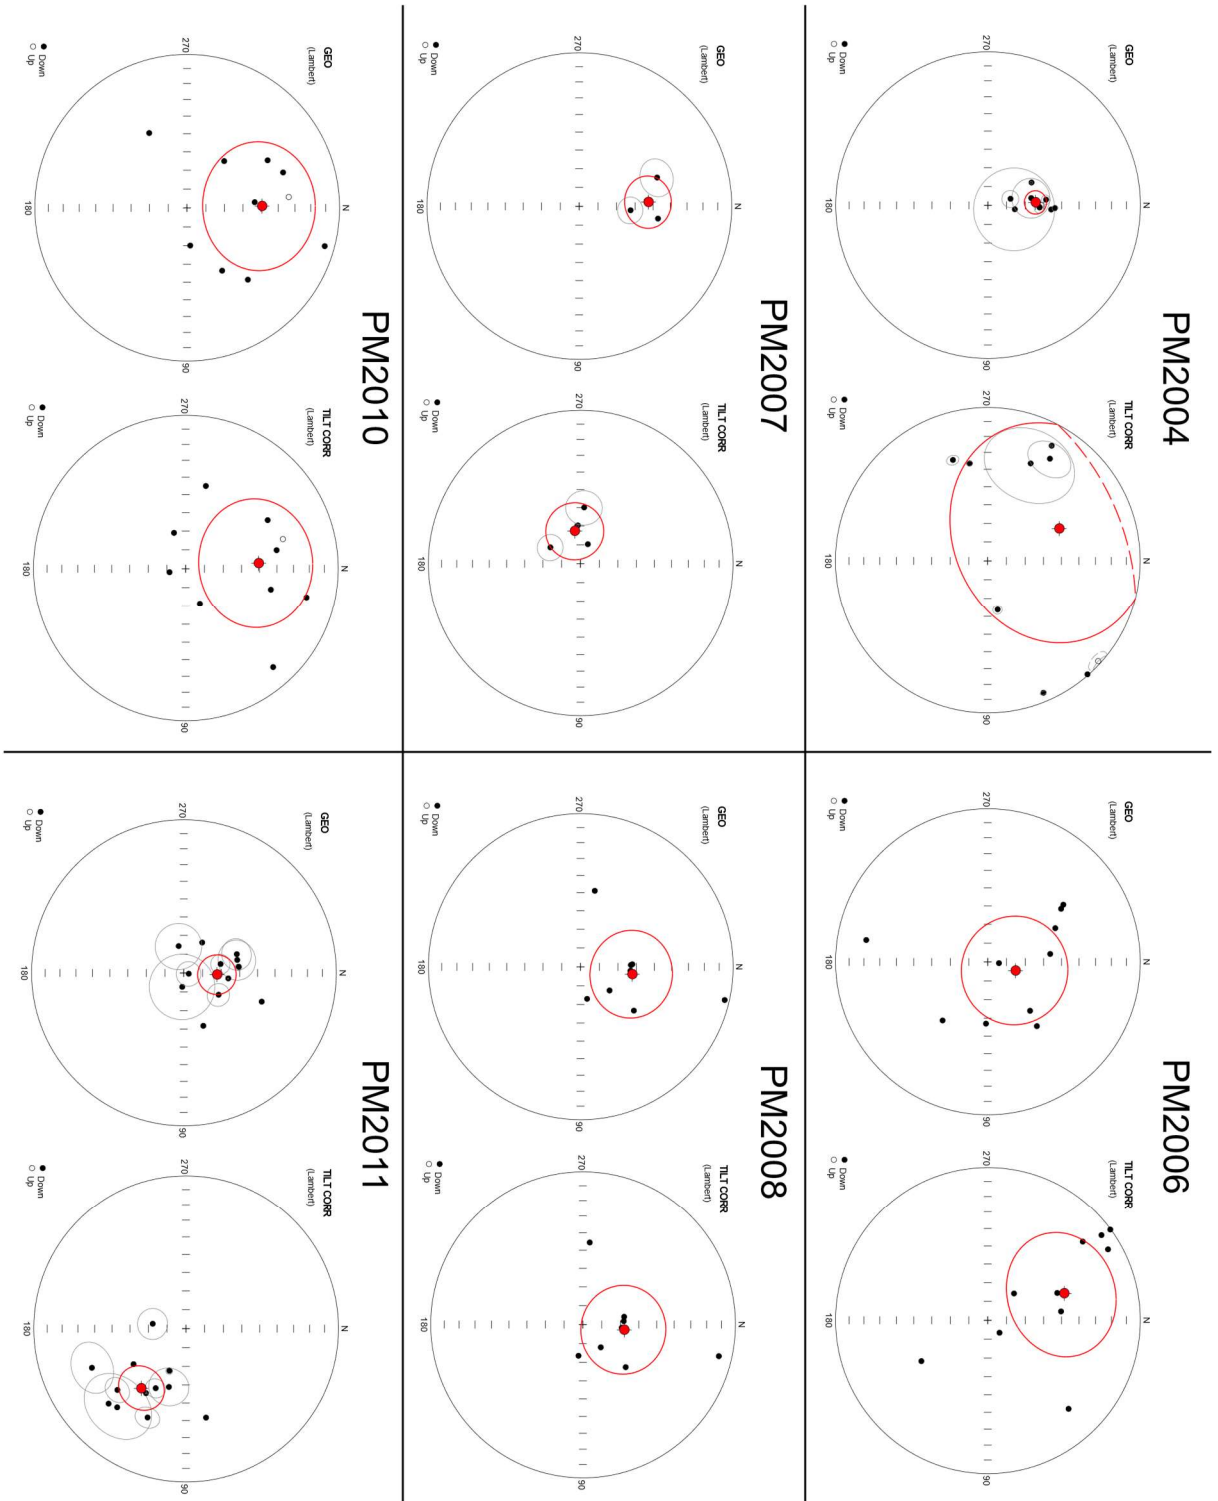 PM2004
GEO
(Lambert)
N
270
90
180
Down
Up
TILT CORR
(Lambert)
N
270
90
180
Down
Up
PM2006
GEO
(Lambert)
N
270
90
180
Down
Up
TILT CORR
(Lambert)
N
270
90
180
Down
Up
PM2007
GEO
(Lambert)
N
270
90
180
Down
Up
TILT CORR
(Lambert)
N
270
90
180
Down
Up
PM2008
GEO
(Lambert)
N
270
90
180
Down
Up
TILT CORR
(Lambert)
N
270
90
180
Down
Up
PM2010
GEO
(Lambert)
N
270
90
180
Down
Up
TILT CORR
(Lambert)
N
270
90
180
Down
Up
PM2011
GEO
(Lambert)
N
270
90
180
Down
Up
TILT CORR
(Lambert)
N
270
90
180
Down
Up